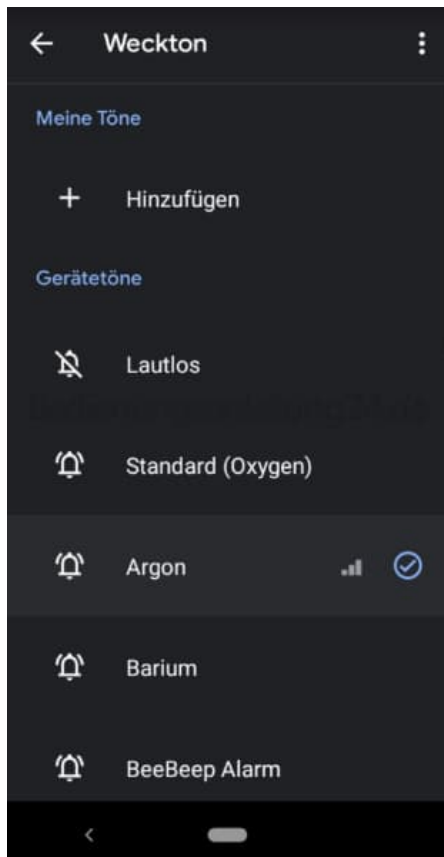 Weckton
Meine Töne
Hinzufügen
Gerätetöne
Lautlos
Standard (Oxygen)
Argon
Barium
BeeBeep Alarm